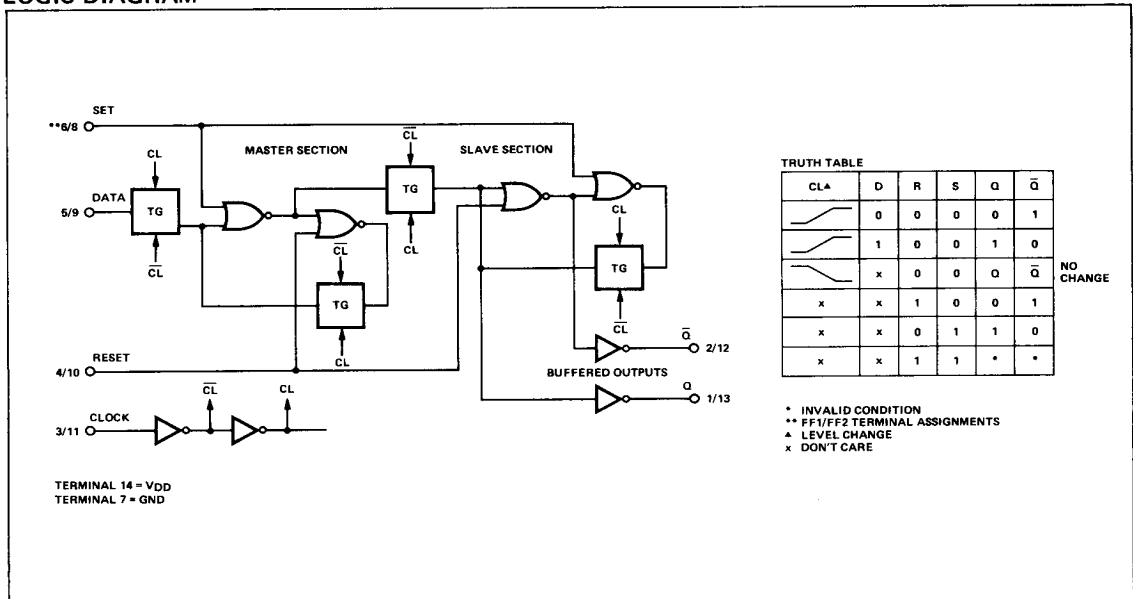 LOGIC DIAGRAM
SET
**6/8
CL
MASTER SECTION
CL̅
SLAVE SECTION
DATA
5/9
TG
TG
CL̅
CL
CL̅
TG
CL
CL
TG
CL̅
RESET
4/10
Q̅
2/12
BUFFERED OUTPUTS
Q
1/13
CLOCK
3/11
CL̅
CL
TERMINAL 14 = VDD
TERMINAL 7 = GND
TRUTH TABLE
CL▲ D R S Q Q̅
0 0 0 0 1
1 0 0 1 0
x 0 0 Q Q̅ NO CHANGE
x x 1 0 0 1
x x 0 1 1 0
x x 1 1 * *
* INVALID CONDITION
** FF1/FF2 TERMINAL ASSIGNMENTS
▲ LEVEL CHANGE
x DON'T CARE